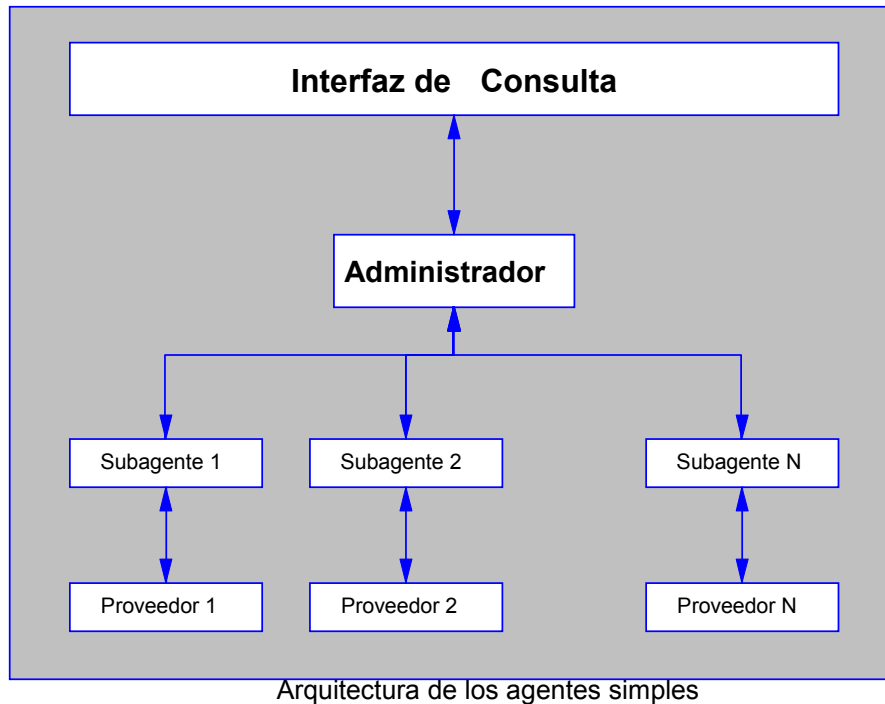 Interfaz de Consulta
Administrador
Subagente 1
Subagente 2
Subagente N
Proveedor 1
Proveedor 2
Proveedor N
Arquitectura de los agentes simples